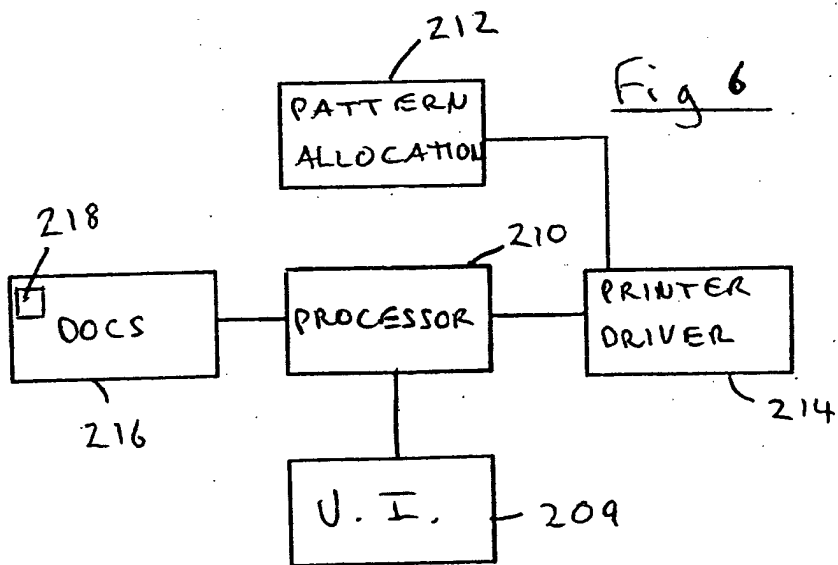 212
Fig 6
PATTERN
ALLOCATION
218
210
DOCS
PROCESSOR
PRINTER
DRIVER
216
214
U. I.
209